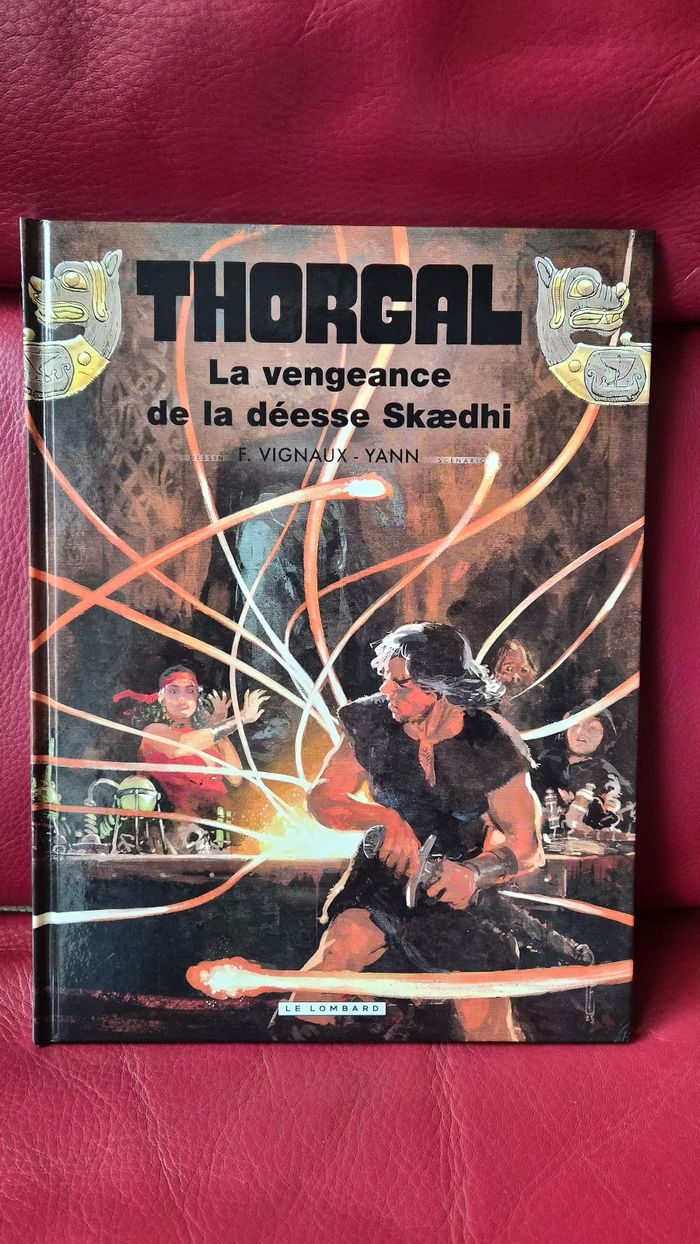 THORGAL
La vengeance
de la déesse Skædhi
DESSIN F. VIGNAUX - YANN SCÉNARIO
LE LOMBARD